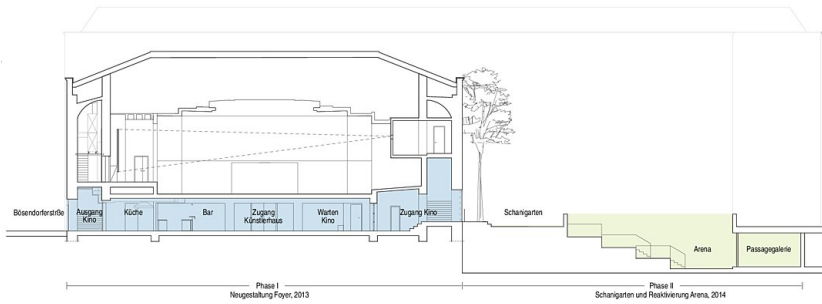 Bösendorferstrße
Ausgang
Kino
Küche
Bar
Zugang
Künstlerhaus
Warten
Kino
Zugang Kino
Schanigarten
Arena
Passagegalerie
Phase I
Neugestaltung Foyer, 2013
Phase II
Schanigarten und Reaktivierung Arena, 2014